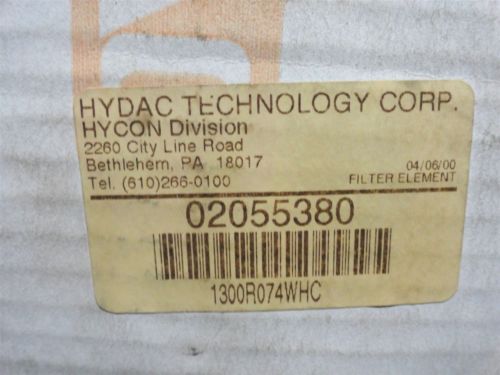 HYDAC TECHNOLOGY CORP.
HYCON Division
2260 City Line Road
Bethlehem, PA 18017
04/06/00
Tel. (610)266-0100
FILTER ELEMENT
02055380
1300R074WHC